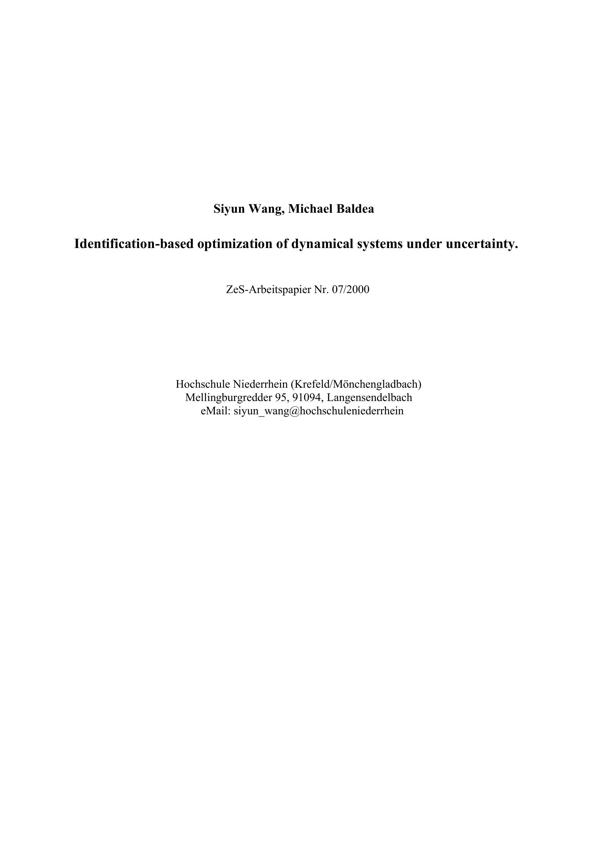 Siyun Wang, Michael Baldea
Identification-based optimization of dynamical systems under uncertainty.
ZeS-Arbeitspapier Nr. 07/2000
Hochschule Niederrhein (Krefeld/Mönchengladbach)
Mellingburgredder 95, 91094, Langensendelbach
eMail: siyun_wang@hochschuleniederrhein